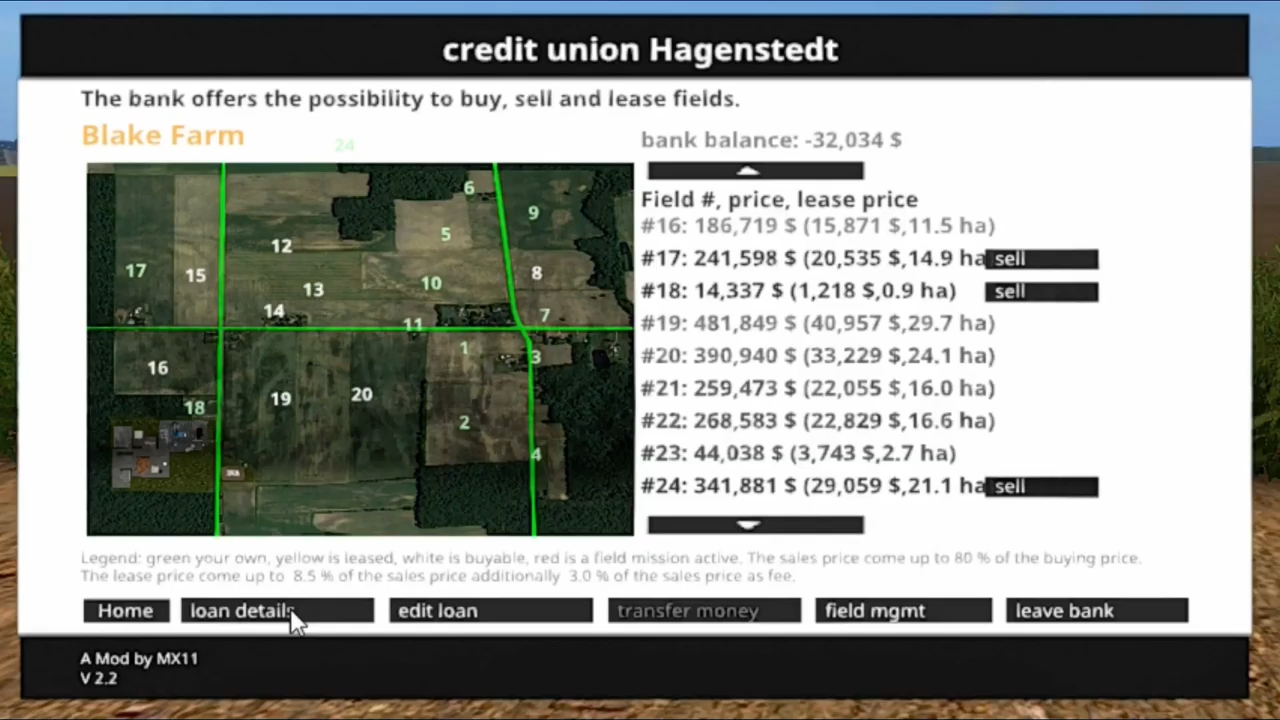 credit union Hagenstedt
The bank offers the possibility to buy, sell and lease fields.
Blake Farm
24
bank balance: -32,034 $
6
9
5
12
17
15
8
13
10
14
11
7
1
3
16
19
20
18
2
4
Field #, price, lease price
#16: 186,719 $ (15,871 $,11.5 ha)
#17: 241,598 $ (20,535 $,14.9 ha sell
#18: 14,337 $ (1,218 $,0.9 ha) sell
#19: 481,849 $ (40,957 $,29.7 ha)
#20: 390,940 $ (33,229 $,24.1 ha)
#21: 259,473 $ (22,055 $,16.0 ha)
#22: 268,583 $ (22,829 $,16.6 ha)
#23: 44,038 $ (3,743 $,2.7 ha)
#24: 341,881 $ (29,059 $,21.1 ha sell
Legend: green your own, yellow is leased, white is buyable, red is a field mission active. The sales price come up to 80 % of the buying price.
The lease price come up to 8.5 % of the sales price additionally 3.0 % of the sales price as fee.
Home loan details edit loan transfer money field mgmt leave bank
A Mod by MX11
V 2.2